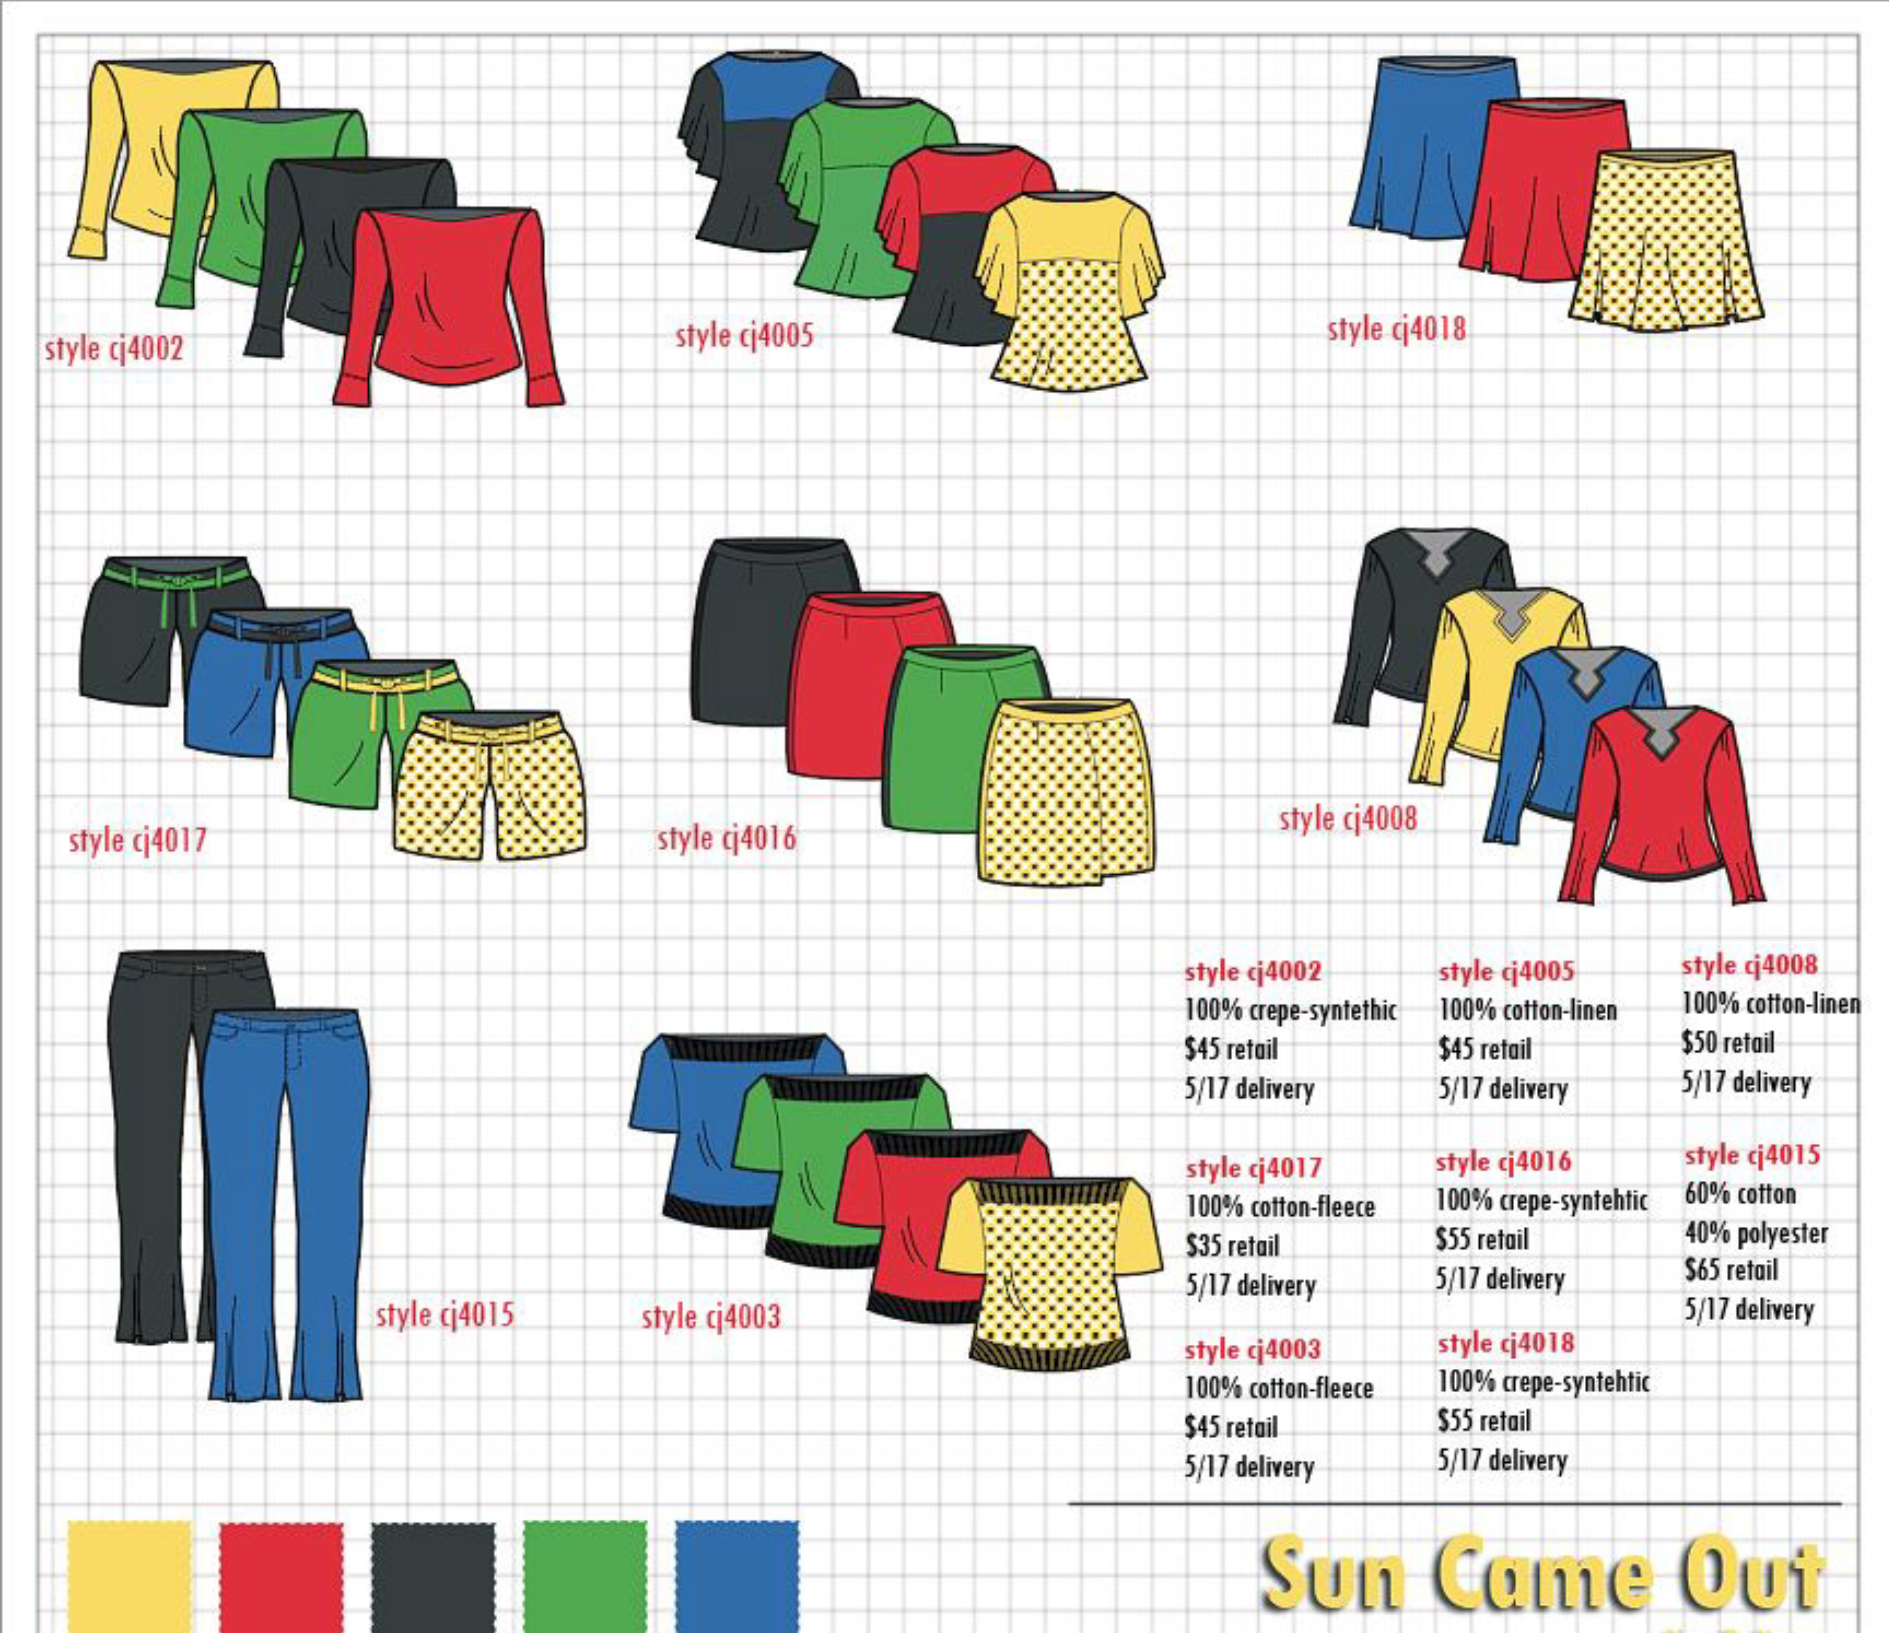 style cj4002
style cj4005
style cj4018
style cj4017
style cj4016
style cj4008
style cj4015
style cj4003
style cj4002
100% crepe-syntethic
$45 retail
5/17 delivery
style cj4005
100% cotton-linen
$45 retail
5/17 delivery
style cj4008
100% cotton-linen
$50 retail
5/17 delivery
style cj4017
100% cotton-fleece
$35 retail
5/17 delivery
style cj4016
100% crepe-syntehtic
$55 retail
5/17 delivery
style cj4015
60% cotton
40% polyester
$65 retail
5/17 delivery
style cj4003
100% cotton-fleece
$45 retail
5/17 delivery
style cj4018
100% crepe-syntehtic
$55 retail
5/17 delivery
Sun Came Out